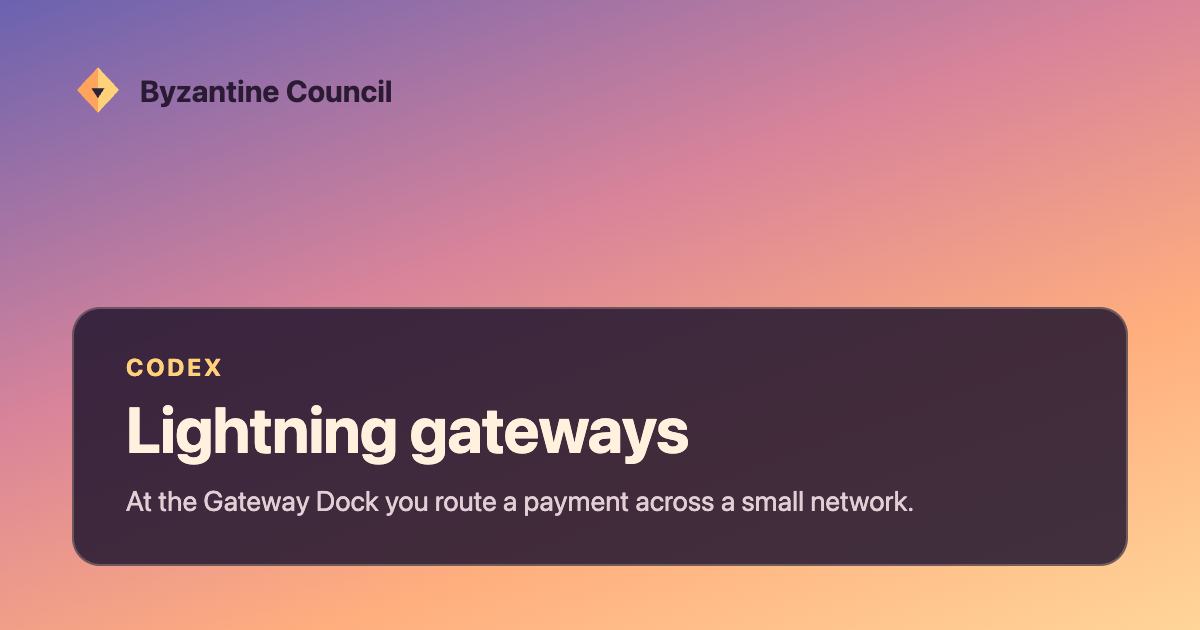 Byzantine Council
CODEX
Lightning gateways
At the Gateway Dock you route a payment across a small network.